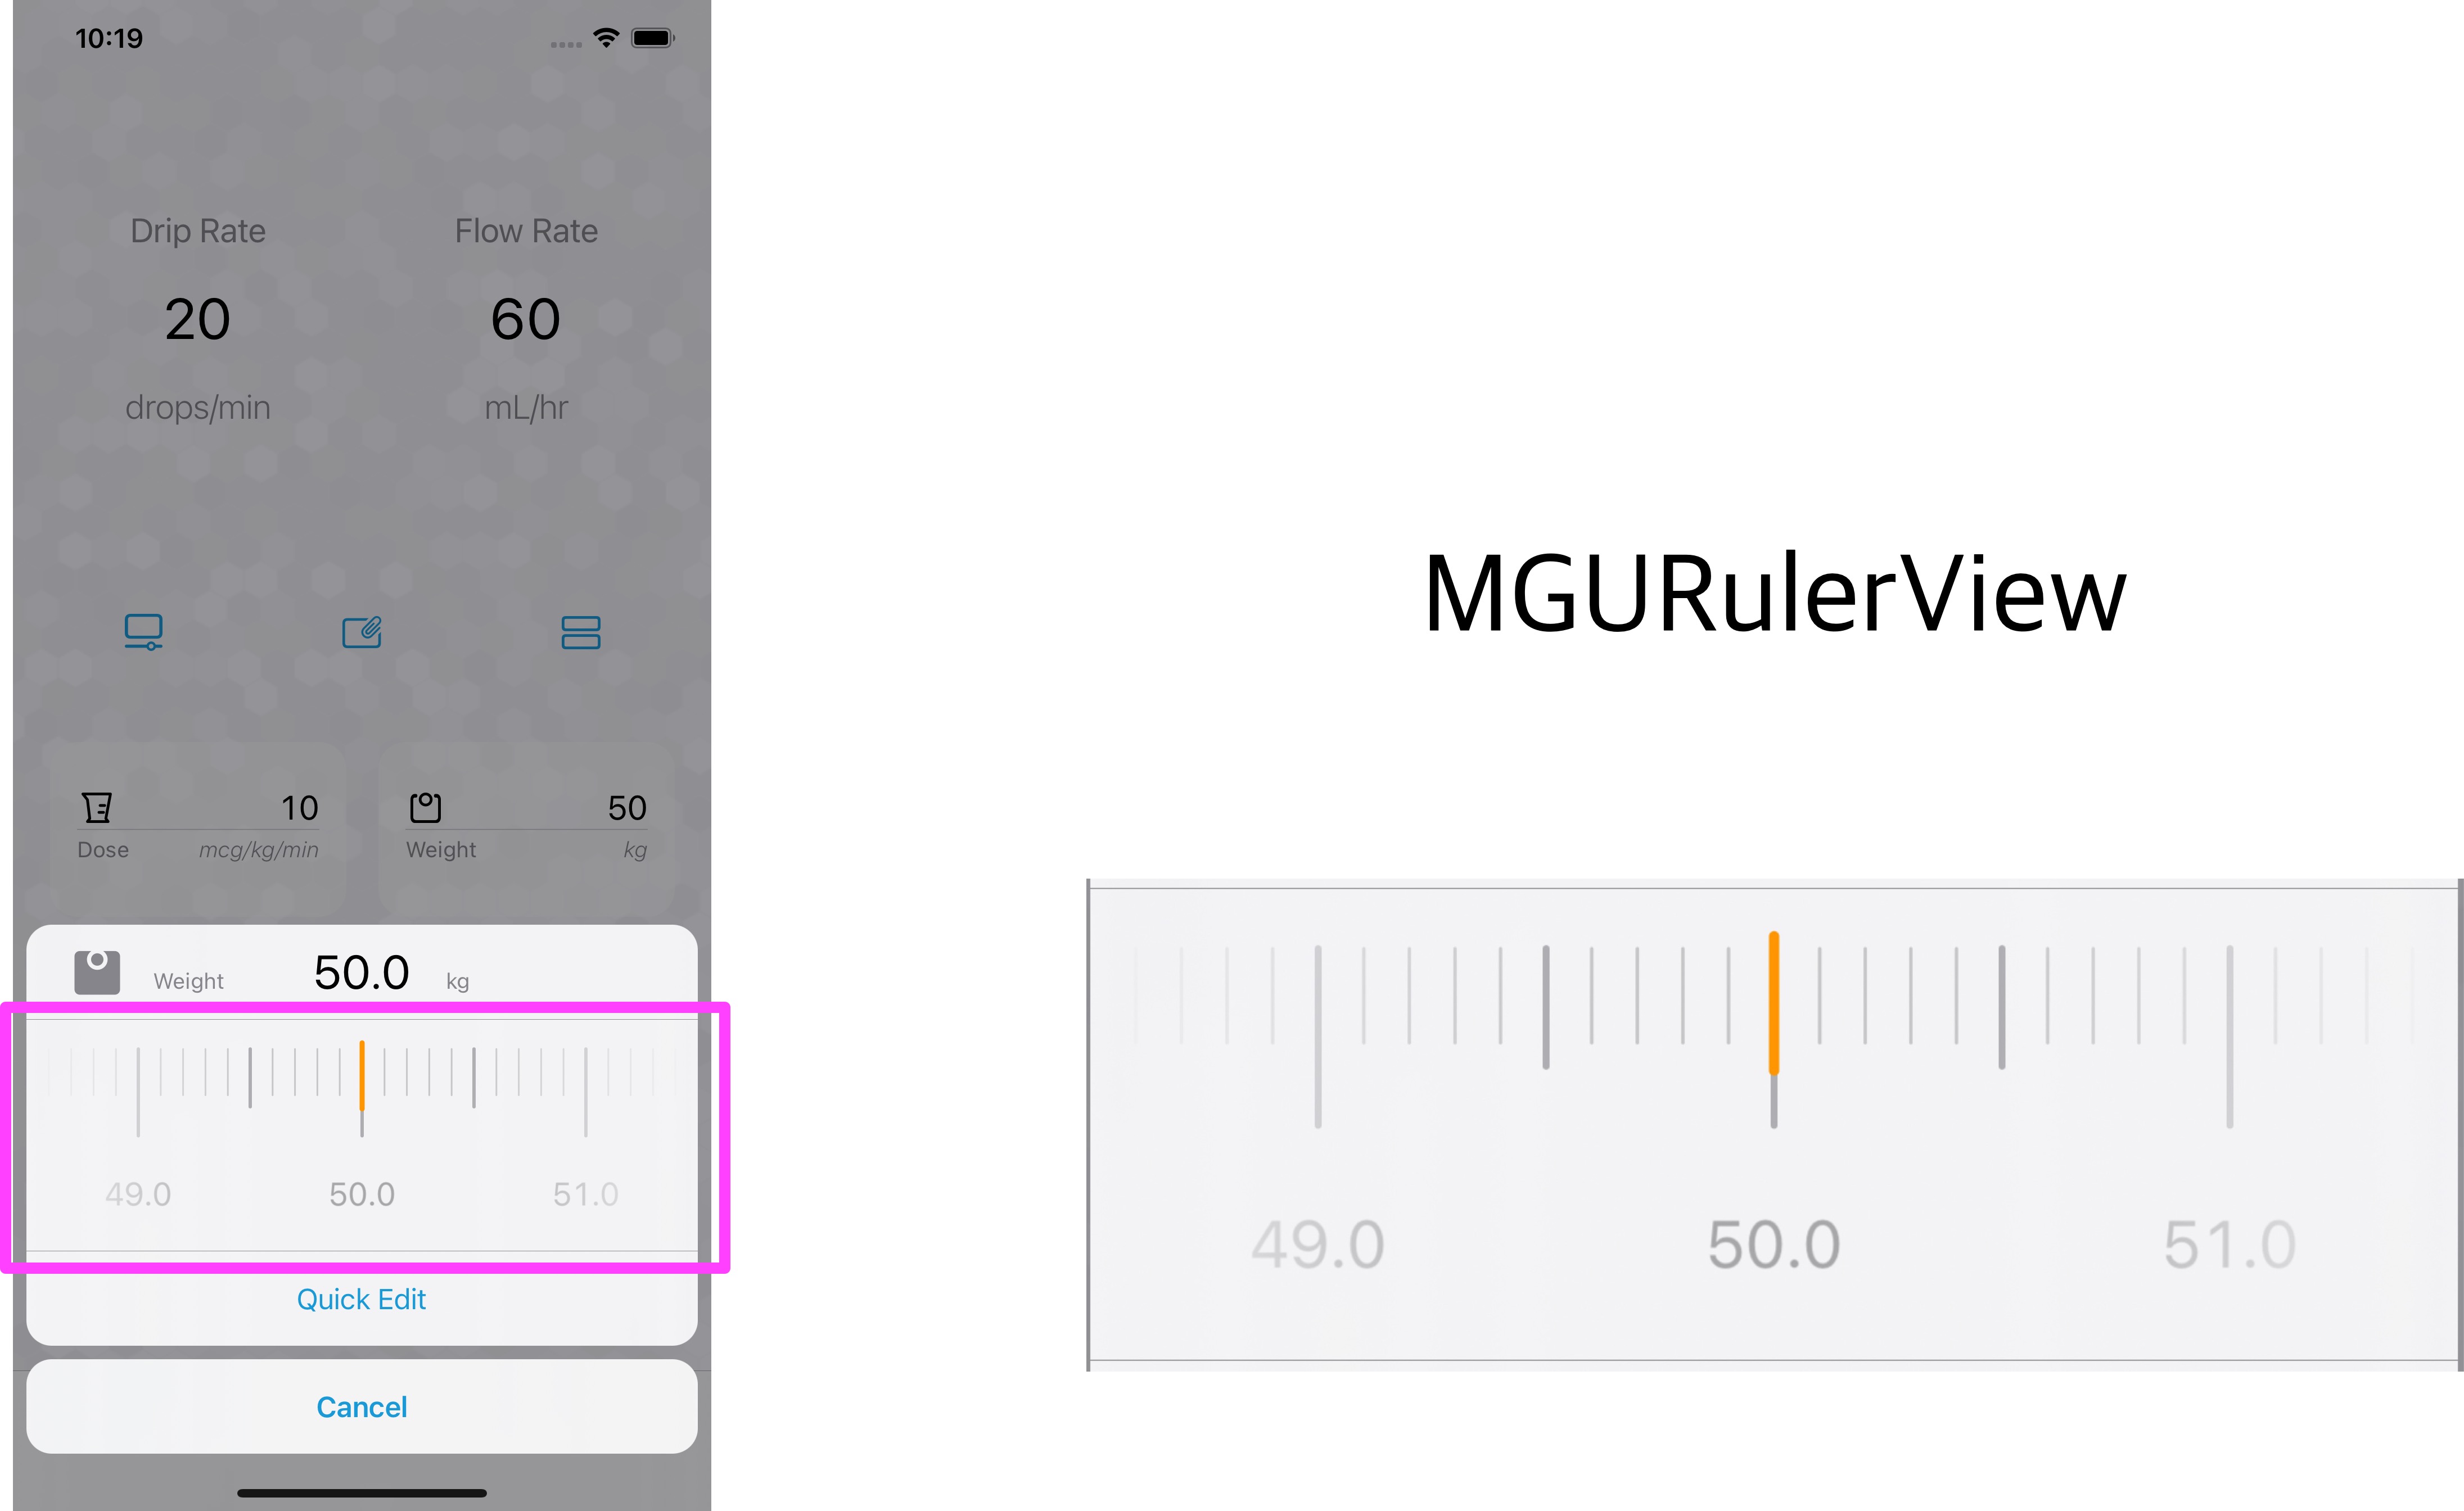 10:19
Drip Rate Flow Rate
20 60
drops/min mL/hr
10 50
Dose mcg/kg/min Weight kg
Weight 50.0 kg
49.0 50.0 51.0
Quick Edit
Cancel
MGURulerView
49.0 50.0 51.0